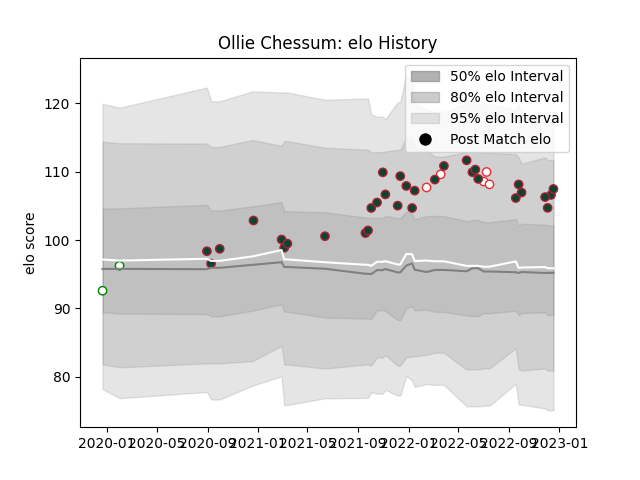 Ollie Chessum: elo History
50% elo Interval
80% elo Interval
95% elo Interval
Post Match elo
elo score
120
110
100
90
80
2020-01 2020-05 2020-09 2021-01 2021-05 2021-09 2022-01 2022-05 2022-09 2023-01